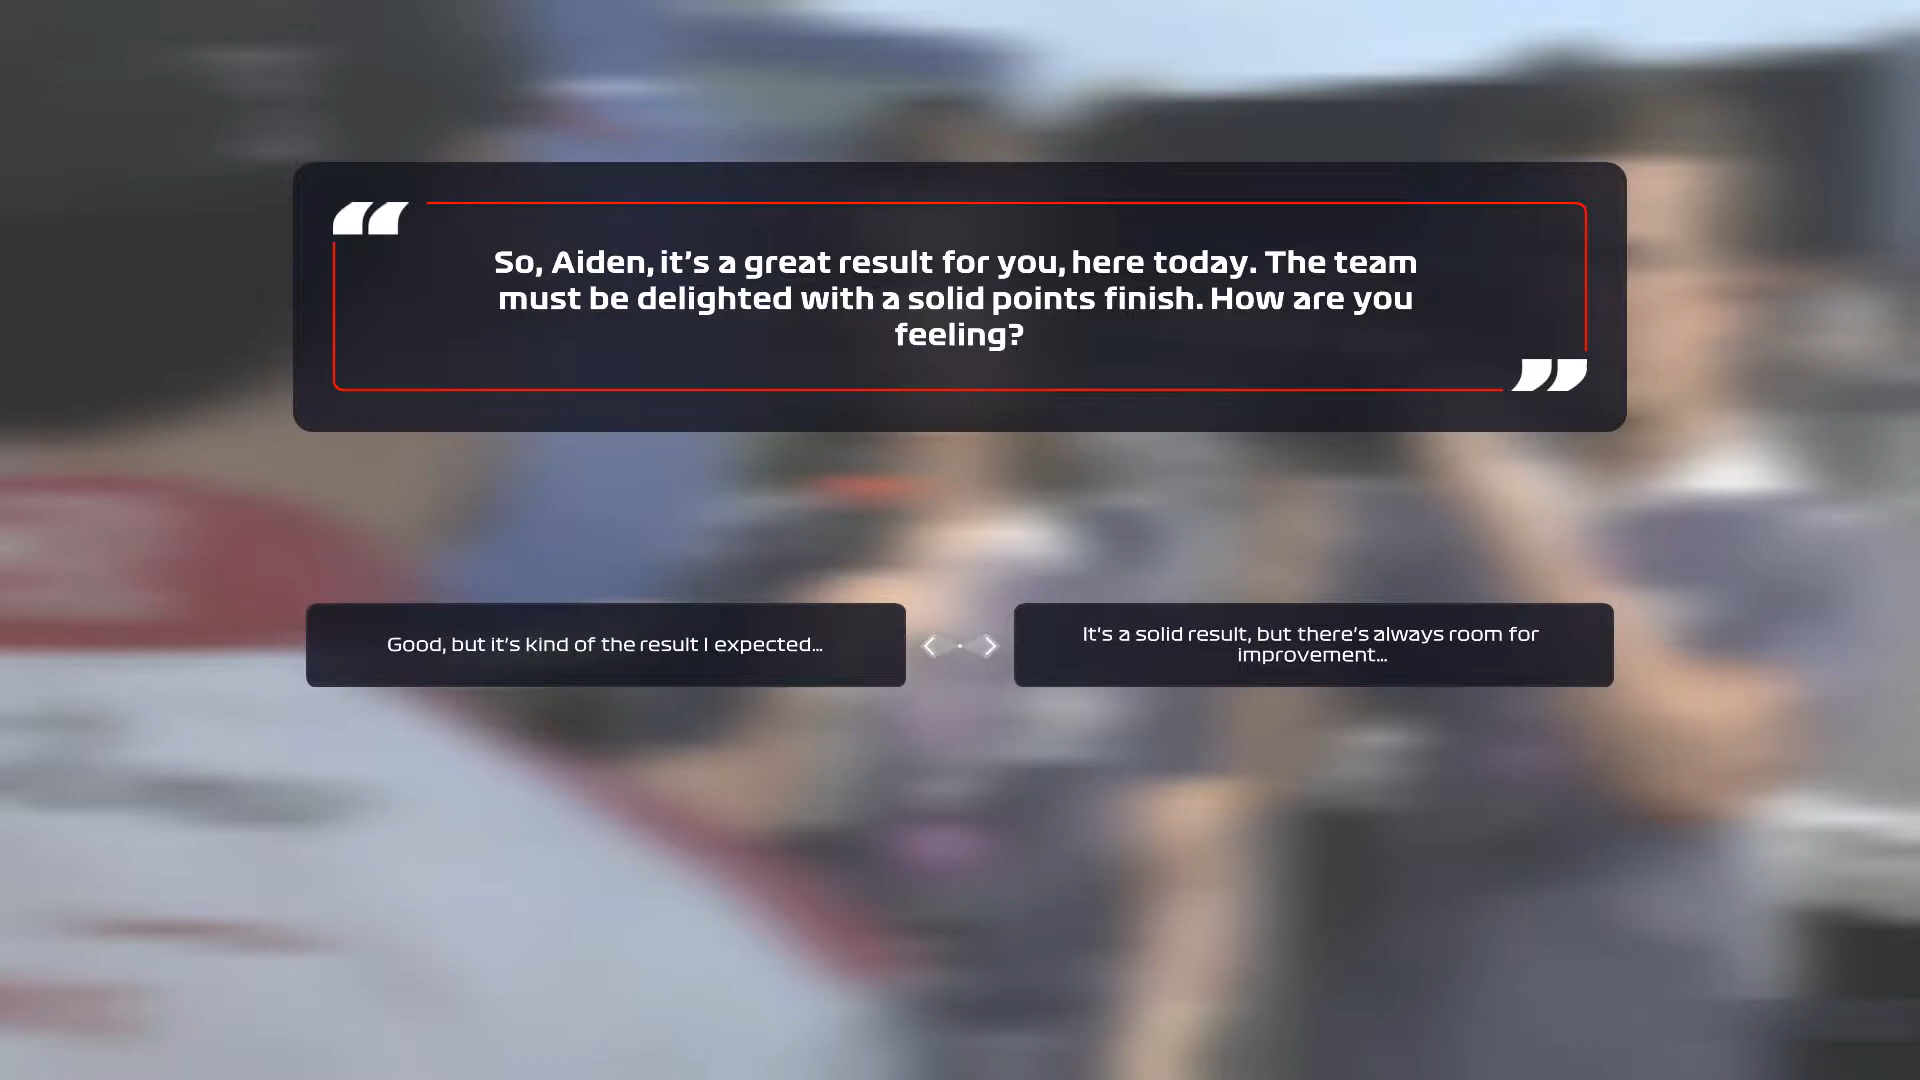 So, Aiden, it's a great result for you, here today. The team
must be delighted with a solid points finish. How are you
feeling?
Good, but it's kind of the result I expected...
It's a solid result, but there's always room for
improvement...